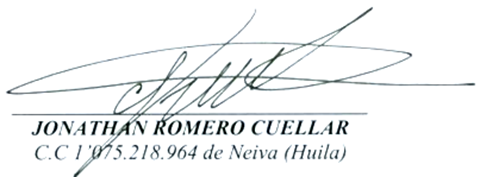 JONATHAN ROMERO CUELLAR
C.C 1´075.218.964 de Neiva (Huila)